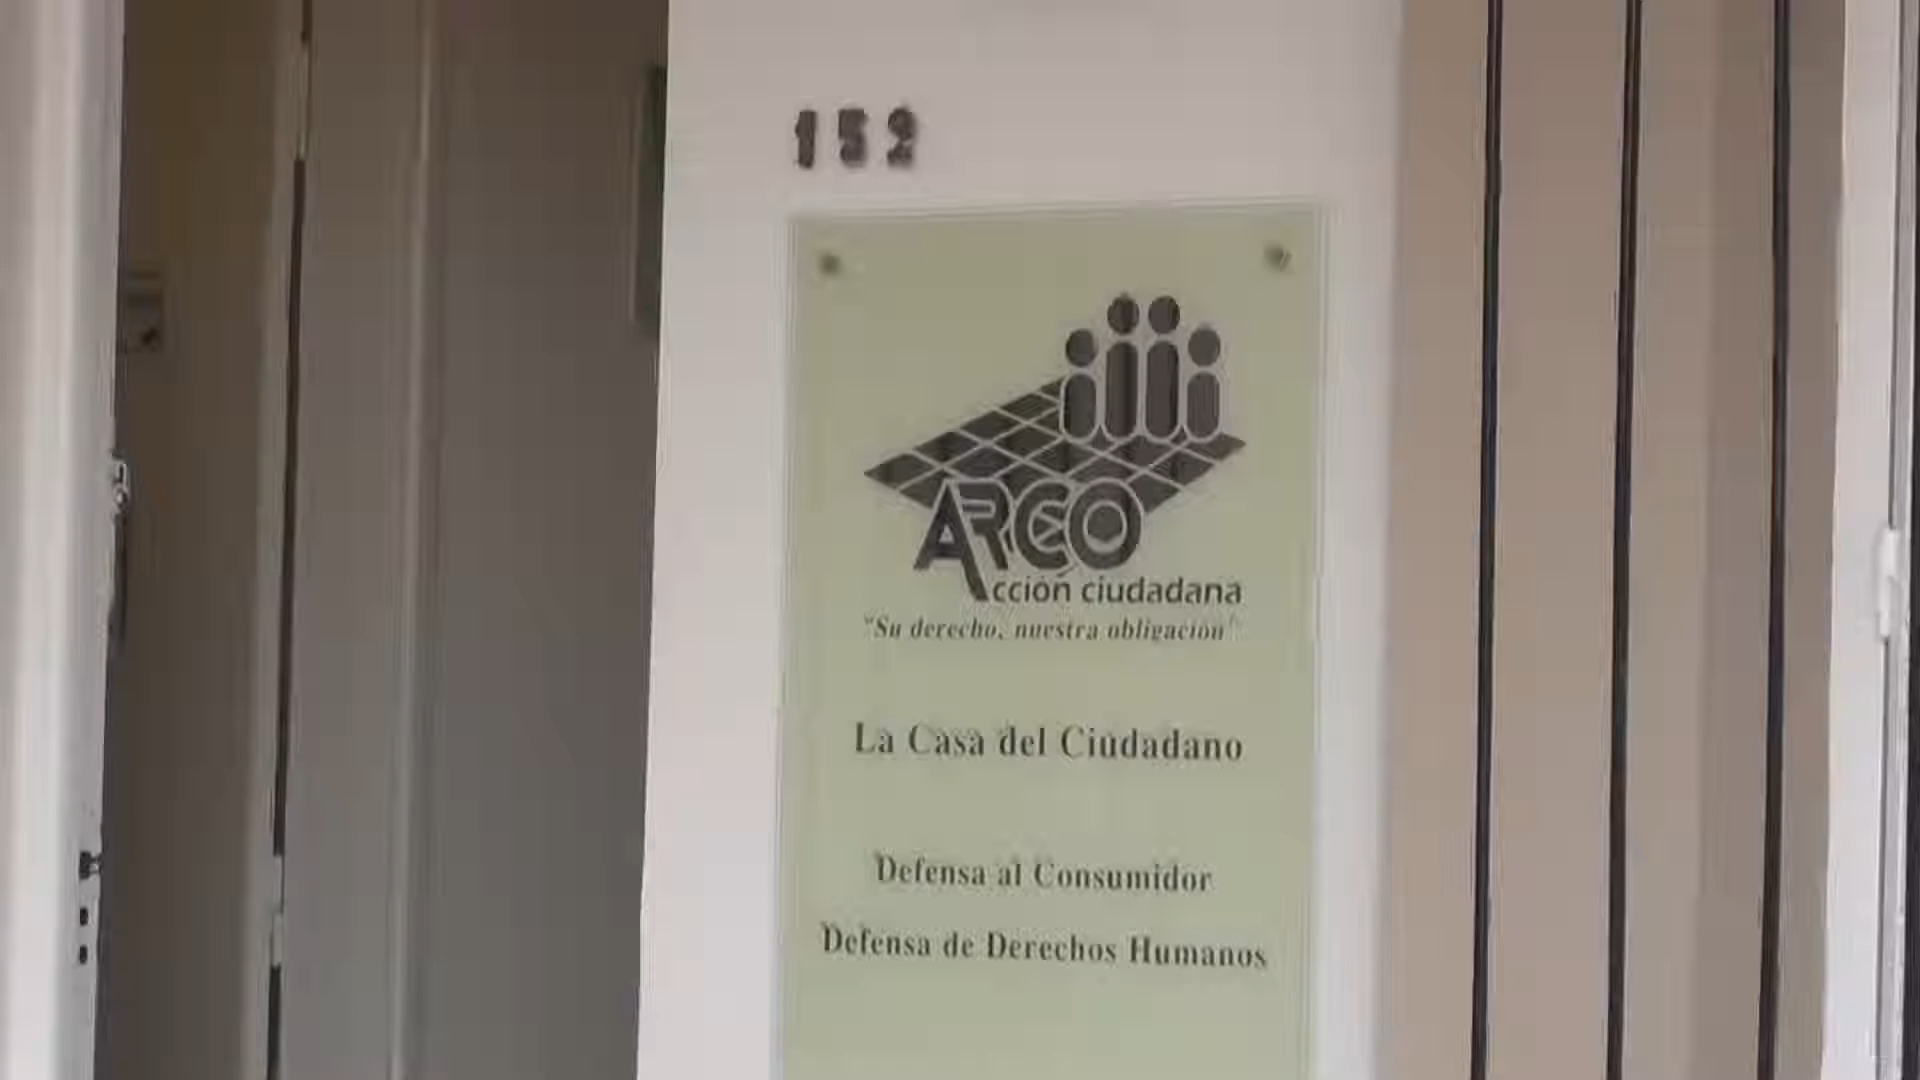 152
ARCO
Acción ciudadana
"Su derecho, nuestra obligación"
La Casa del Ciudadano
Defensa al Consumidor
Defensa de Derechos Humanos